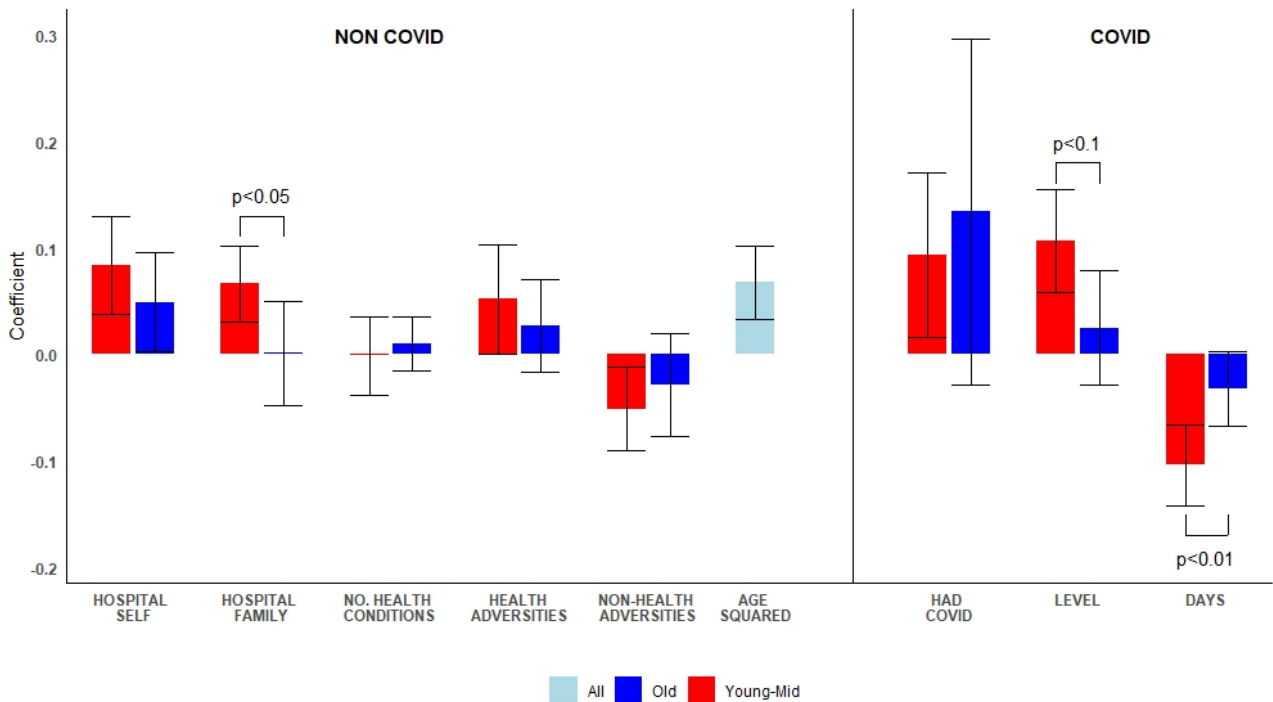 NON COVID
COVID
0.3
0.2
0.1
0.0
-0.1
-0.2
Coefficient
p<0.05
p<0.1
p<0.01
HOSPITAL
SELF
HOSPITAL
FAMILY
NO. HEALTH
CONDITIONS
HEALTH
ADVERSITIES
NON-HEALTH
ADVERSITIES
AGE
SQUARED
HAD
COVID
LEVEL
DAYS
All
Old
Young-Mid